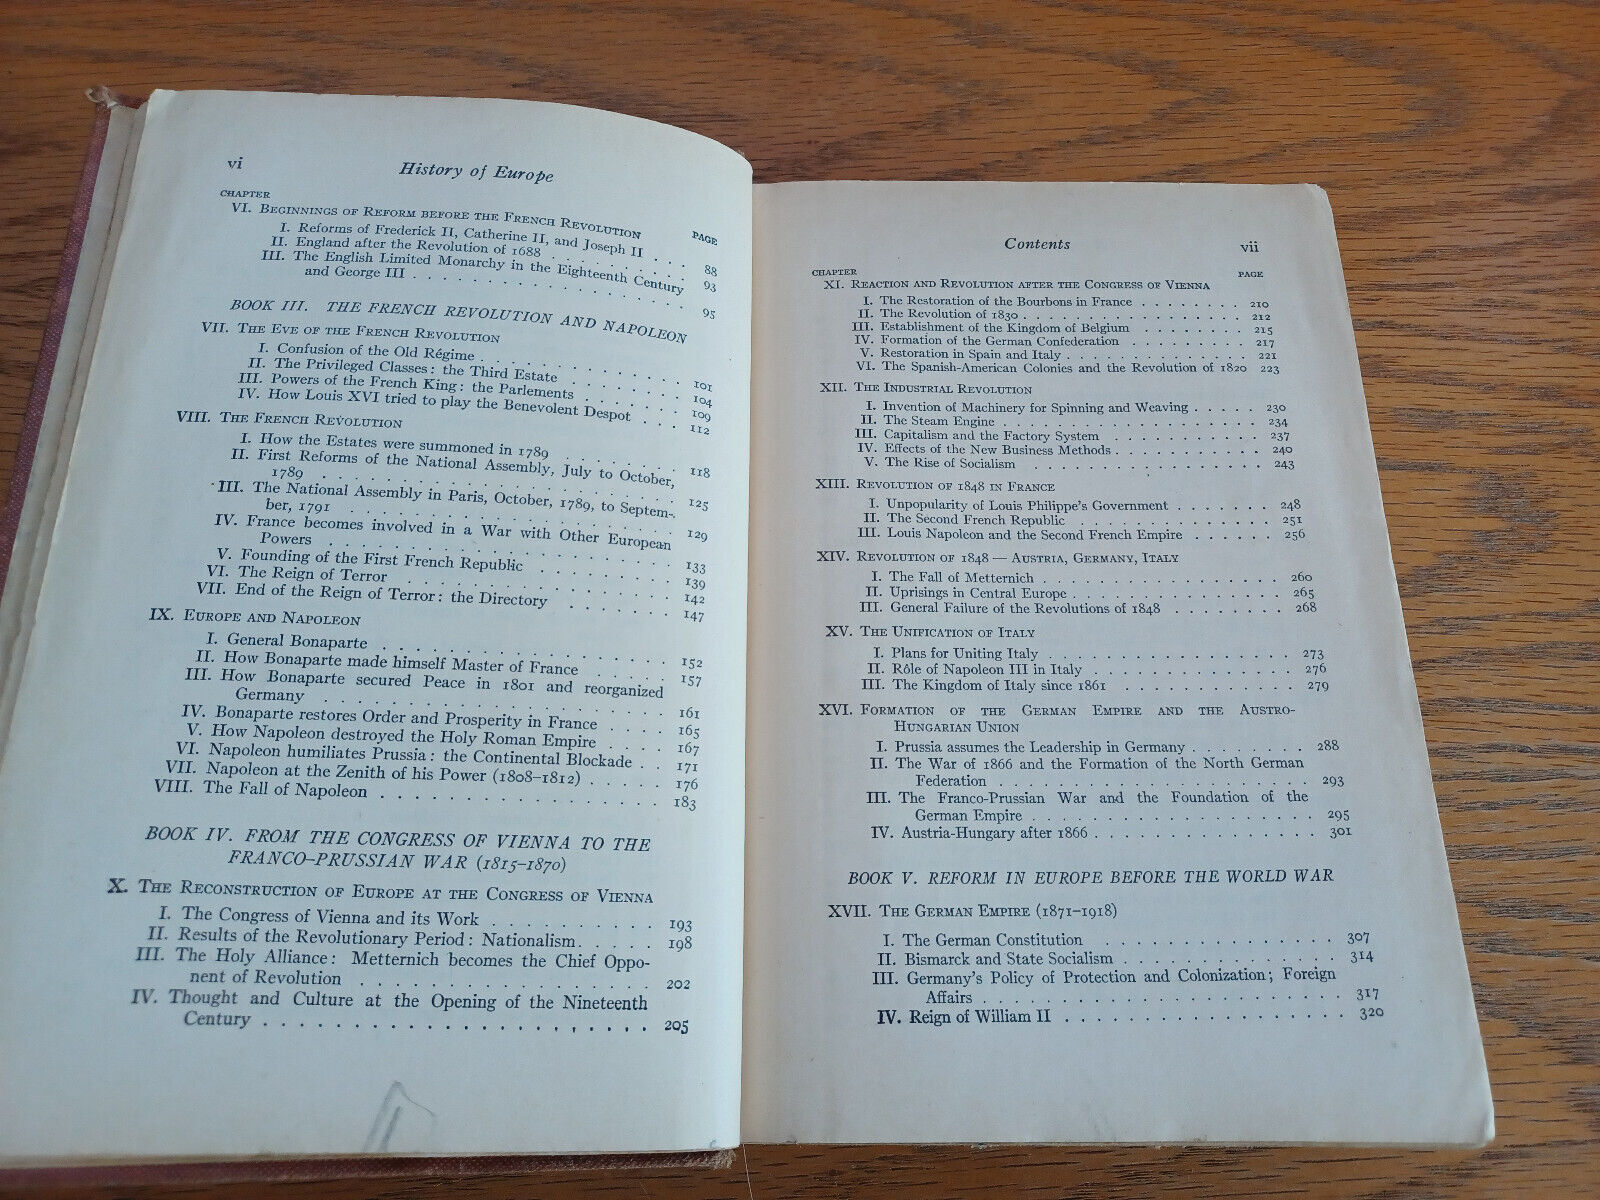 vi History of Europe
CHAPTER PAGE
VI. BEGINNINGS OF REFORM BEFORE THE FRENCH REVOLUTION
I. Reforms of Frederick II, Catherine II, and Joseph II . . . 88
II. England after the Revolution of 1688 . . . . . . . . . 93
III. The English Limited Monarchy in the Eighteenth Century
and George III . . . . . . . . . . . . . . . 95
BOOK III. THE FRENCH REVOLUTION AND NAPOLEON
VII. THE EVE OF THE FRENCH REVOLUTION
I. Confusion of the Old Régime . . . . . . . . . . . 101
II. The Privileged Classes: the Third Estate . . . . . . . 104
III. Powers of the French King: the Parlements . . . . . . 109
IV. How Louis XVI tried to play the Benevolent Despot . . . 112
VIII. THE FRENCH REVOLUTION
I. How the Estates were summoned in 1789 . . . . . . . 118
II. First Reforms of the National Assembly, July to October,
1789 . . . . . . . . . . . . . . . . . . . 125
III. The National Assembly in Paris, October, 1789, to Septem-
ber, 1791 . . . . . . . . . . . . . . . . . 129
IV. France becomes involved in a War with Other European
Powers . . . . . . . . . . . . . . . . . . 133
V. Founding of the First French Republic . . . . . . . . 139
VI. The Reign of Terror . . . . . . . . . . . . . . 142
VII. End of the Reign of Terror: the Directory . . . . . . 147
IX. EUROPE AND NAPOLEON
I. General Bonaparte . . . . . . . . . . . . . . . 152
II. How Bonaparte made himself Master of France . . . . 157
III. How Bonaparte secured Peace in 1801 and reorganized
Germany . . . . . . . . . . . . . . . . . . 161
IV. Bonaparte restores Order and Prosperity in France . . . . 165
V. How Napoleon destroyed the Holy Roman Empire . . . . 167
VI. Napoleon humiliates Prussia: the Continental Blockade . . 171
VII. Napoleon at the Zenith of his Power (1808–1812) . . . . . 176
VIII. The Fall of Napoleon . . . . . . . . . . . . . . . 183
BOOK IV. FROM THE CONGRESS OF VIENNA TO THE
FRANCO-PRUSSIAN WAR (1815–1870)
X. THE RECONSTRUCTION OF EUROPE AT THE CONGRESS OF VIENNA
I. The Congress of Vienna and its Work . . . . . . . . . 193
II. Results of the Revolutionary Period: Nationalism . . . . . 198
III. The Holy Alliance: Metternich becomes the Chief Oppo-
nent of Revolution . . . . . . . . . . . . . . . 202
IV. Thought and Culture at the Opening of the Nineteenth
Century . . . . . . . . . . . . . . . . . . . . 205
Contents vii
CHAPTER PAGE
XI. REACTION AND REVOLUTION AFTER THE CONGRESS OF VIENNA
I. The Restoration of the Bourbons in France . . . . . . . . 210
II. The Revolution of 1830 . . . . . . . . . . . . . . . . . 212
III. Establishment of the Kingdom of Belgium . . . . . . . . 215
IV. Formation of the German Confederation . . . . . . . . . 217
V. Restoration in Spain and Italy . . . . . . . . . . . . . . 221
VI. The Spanish-American Colonies and the Revolution of 1820 223
XII. THE INDUSTRIAL REVOLUTION
I. Invention of Machinery for Spinning and Weaving . . . . . 230
II. The Steam Engine . . . . . . . . . . . . . . . . . . 234
III. Capitalism and the Factory System . . . . . . . . . . . 237
IV. Effects of the New Business Methods . . . . . . . . . . 240
V. The Rise of Socialism . . . . . . . . . . . . . . . . . 243
XIII. REVOLUTION OF 1848 IN FRANCE
I. Unpopularity of Louis Philippe's Government . . . . . . . 248
II. The Second French Republic . . . . . . . . . . . . . . 251
III. Louis Napoleon and the Second French Empire . . . . . . 256
XIV. REVOLUTION OF 1848 — AUSTRIA, GERMANY, ITALY
I. The Fall of Metternich . . . . . . . . . . . . . . . . 260
II. Uprisings in Central Europe . . . . . . . . . . . . . . 265
III. General Failure of the Revolutions of 1848 . . . . . . . . 268
XV. THE UNIFICATION OF ITALY
I. Plans for Uniting Italy . . . . . . . . . . . . . . . . 273
II. Rôle of Napoleon III in Italy . . . . . . . . . . . . . . 276
III. The Kingdom of Italy since 1861 . . . . . . . . . . . . 279
XVI. FORMATION OF THE GERMAN EMPIRE AND THE AUSTRO-
HUNGARIAN UNION
I. Prussia assumes the Leadership in Germany . . . . . . . . 288
II. The War of 1866 and the Formation of the North German
Federation . . . . . . . . . . . . . . . . . . . . 293
III. The Franco-Prussian War and the Foundation of the
German Empire . . . . . . . . . . . . . . . . . . 295
IV. Austria-Hungary after 1866 . . . . . . . . . . . . . . . 301
BOOK V. REFORM IN EUROPE BEFORE THE WORLD WAR
XVII. THE GERMAN EMPIRE (1871–1918)
I. The German Constitution . . . . . . . . . . . . . . . 307
II. Bismarck and State Socialism . . . . . . . . . . . . . . 314
III. Germany's Policy of Protection and Colonization; Foreign
Affairs . . . . . . . . . . . . . . . . . . . . . . 317
IV. Reign of William II . . . . . . . . . . . . . . . . . . 320